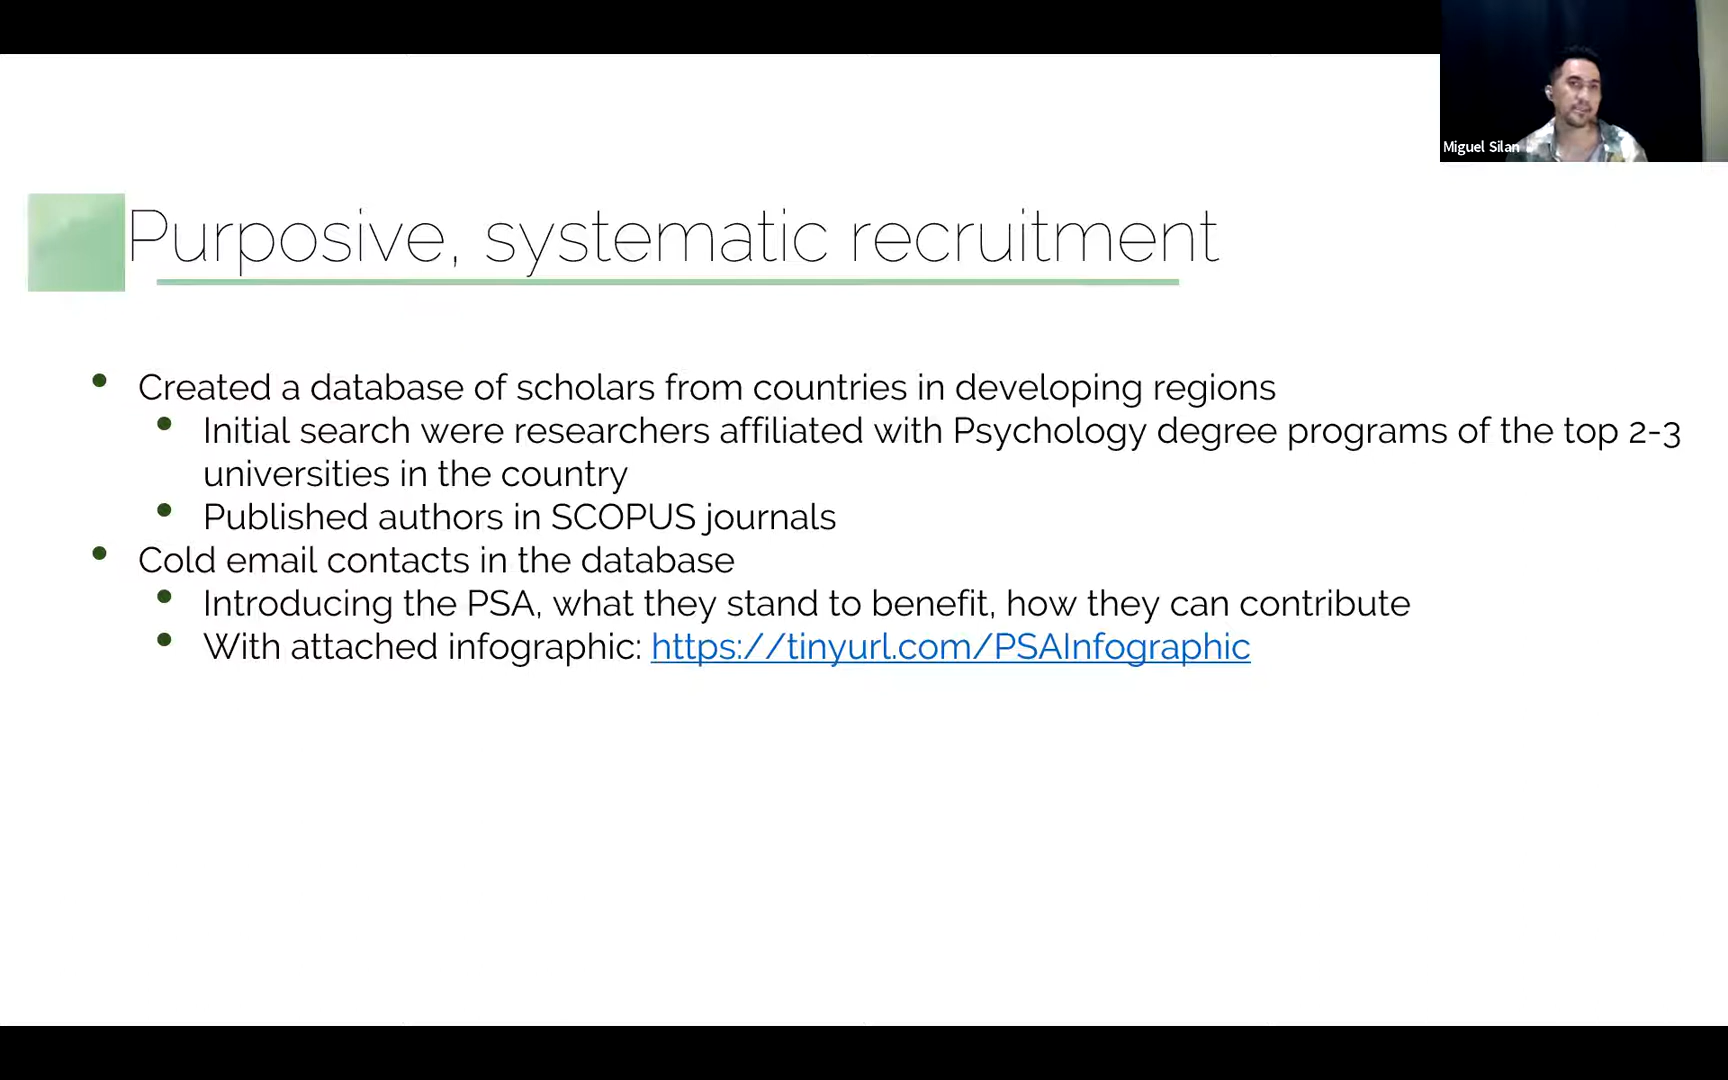 Miguel Silan
Purposive, systematic recruitment
• Created a database of scholars from countries in developing regions
• Initial search were researchers affiliated with Psychology degree programs of the top 2-3
universities in the country
• Published authors in SCOPUS journals
• Cold email contacts in the database
• Introducing the PSA, what they stand to benefit, how they can contribute
• With attached infographic: https://tinyurl.com/PSAInfographic